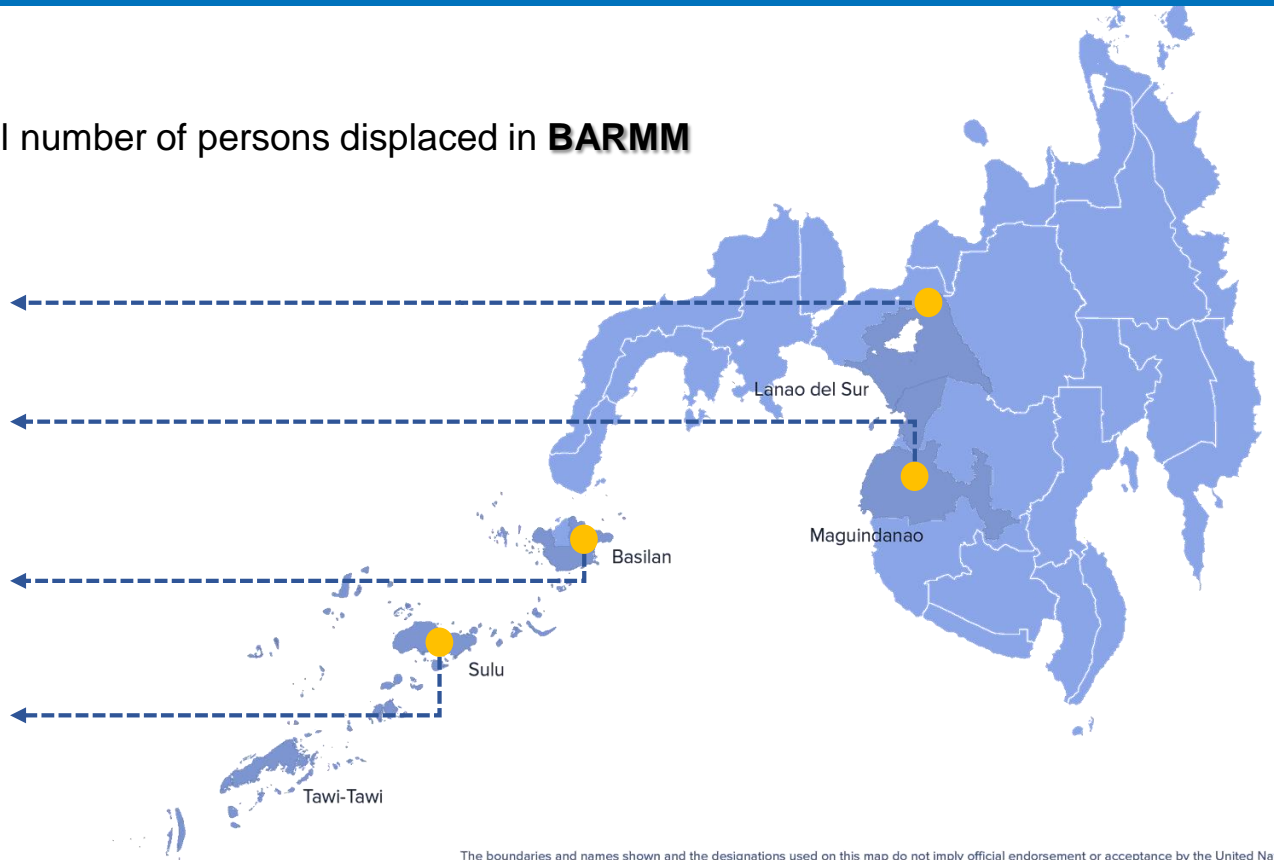 l number of persons displaced in BARMM
Lanao del Sur
Maguindanao
Basilan
Sulu
Tawi-Tawi
The boundaries and names shown and the designations used on this map do not imply official endorsement or acceptance by the United Na